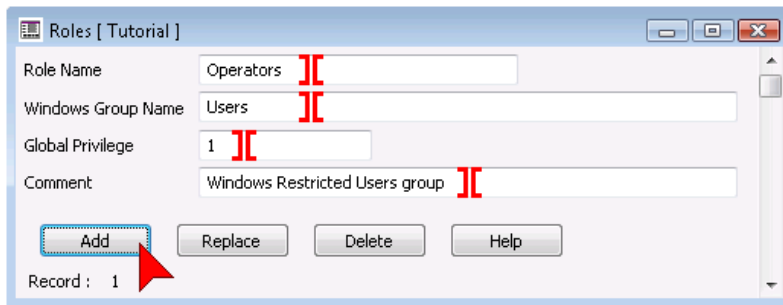 Roles [ Tutorial ]
Role Name Operators
Windows Group Name Users
Global Privilege 1
Comment Windows Restricted Users group
Add Replace Delete Help
Record : 1